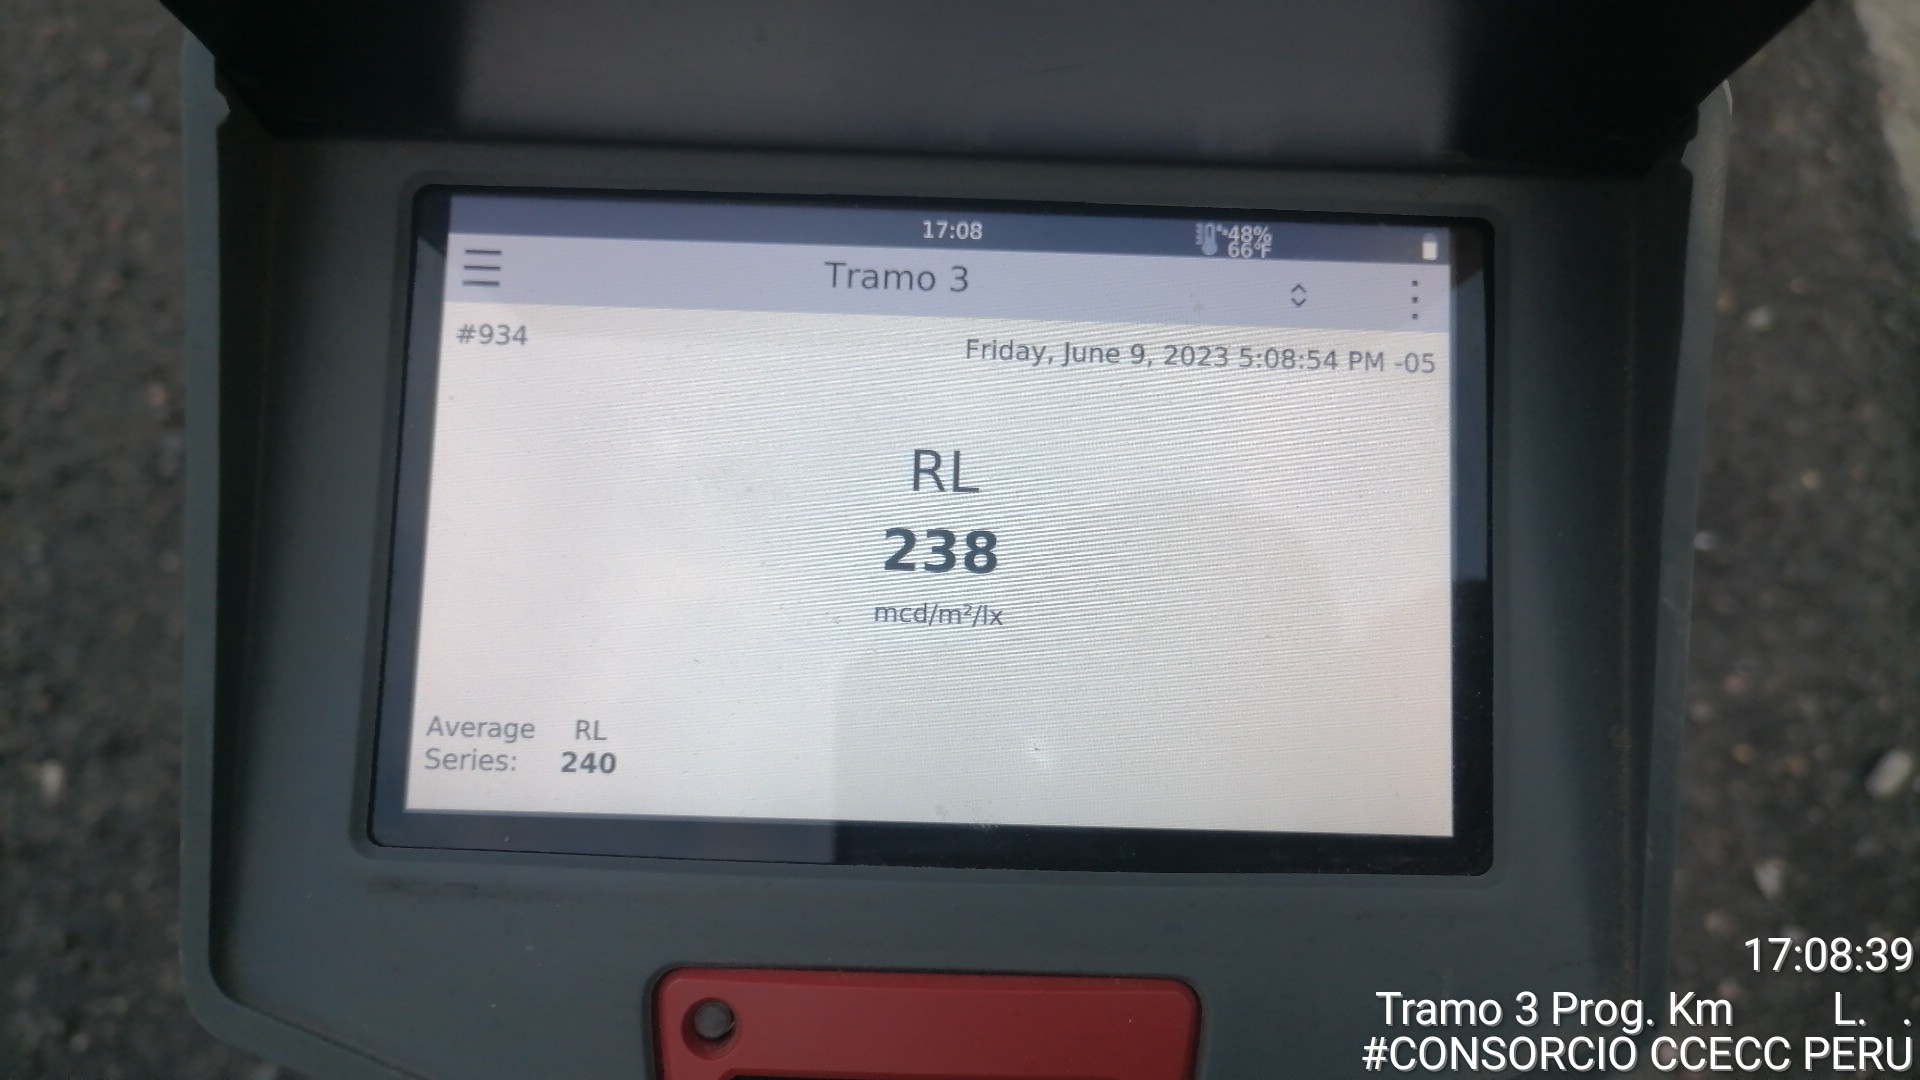 17:08
48%
66°F
Tramo 3
#934
Friday, June 9, 2023 5:08:54 PM -05
RL
238
mcd/m²/lx
Average RL
Series: 240
17:08:39
Tramo 3 Prog. Km L. .
#CONSORCIO CCECC PERU